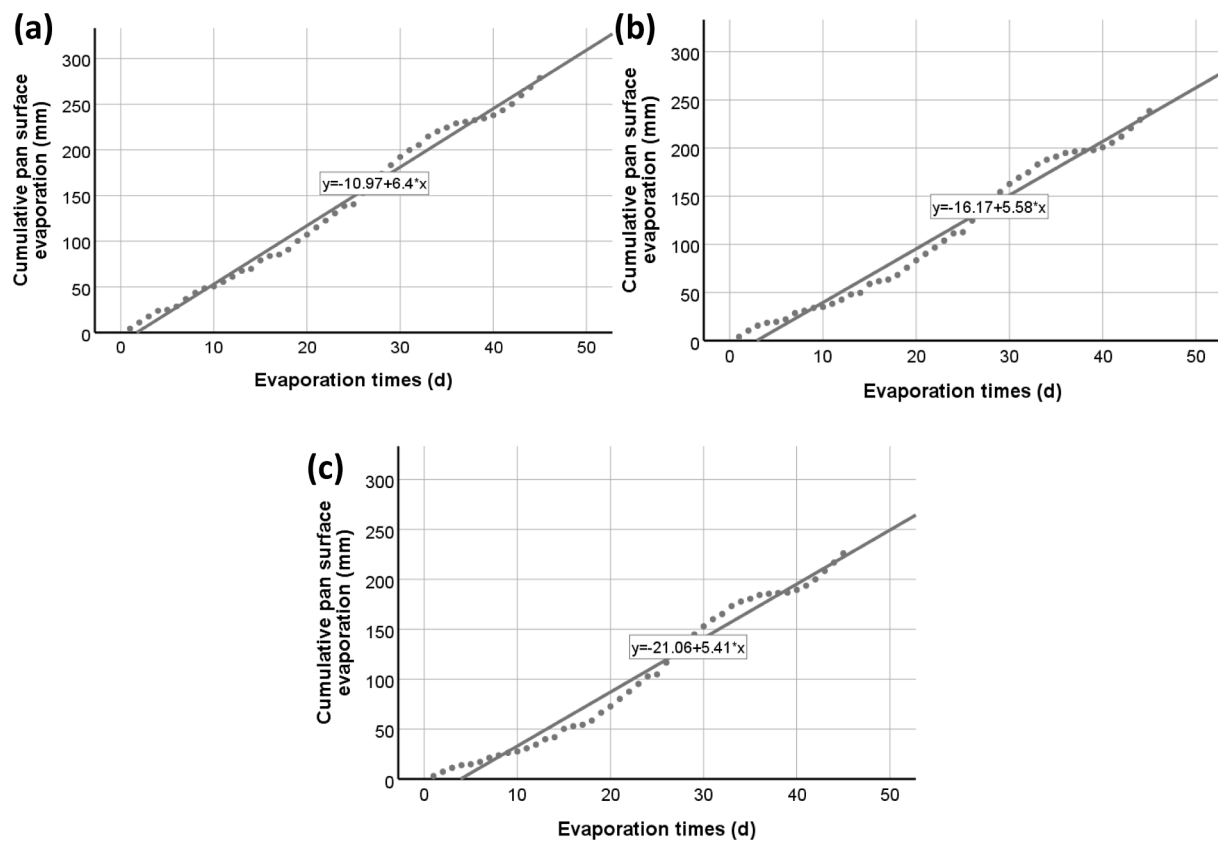 (a)
Cumulative pan surface
evaporation (mm)
300
250
200
150
100
50
0
y=-10.97+6.4*x
0 10 20 30 40 50
Evaporation times (d)
(b)
Cumulative pan surface
evaporation (mm)
300
250
200
150
100
50
0
y=-16.17+5.58*x
0 10 20 30 40 50
Evaporation times (d)
(c)
Cumulative pan surface
evaporation (mm)
300
250
200
150
100
50
0
y=-21.06+5.41*x
0 10 20 30 40 50
Evaporation times (d)